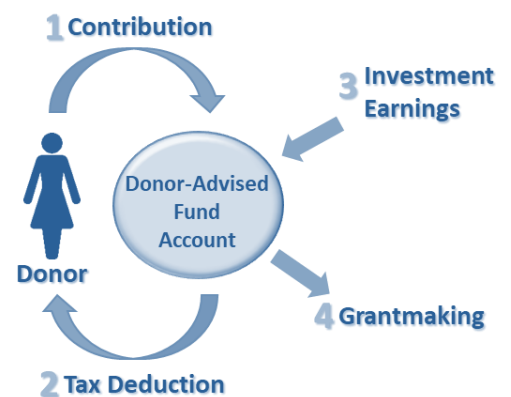 1 Contribution
3 Investment
Earnings
Donor-Advised
Fund
Account
Donor
4 Grantmaking
2 Tax Deduction